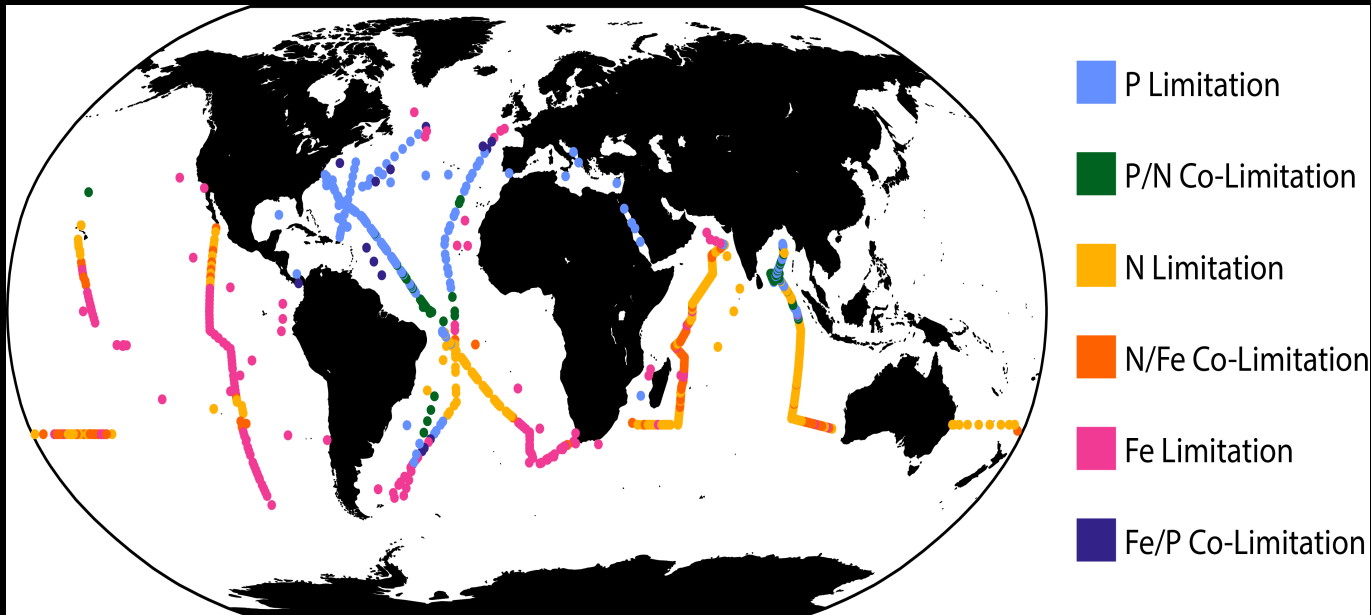 P Limitation
P/N Co-Limitation
N Limitation
N/Fe Co-Limitation
Fe Limitation
Fe/P Co-Limitation